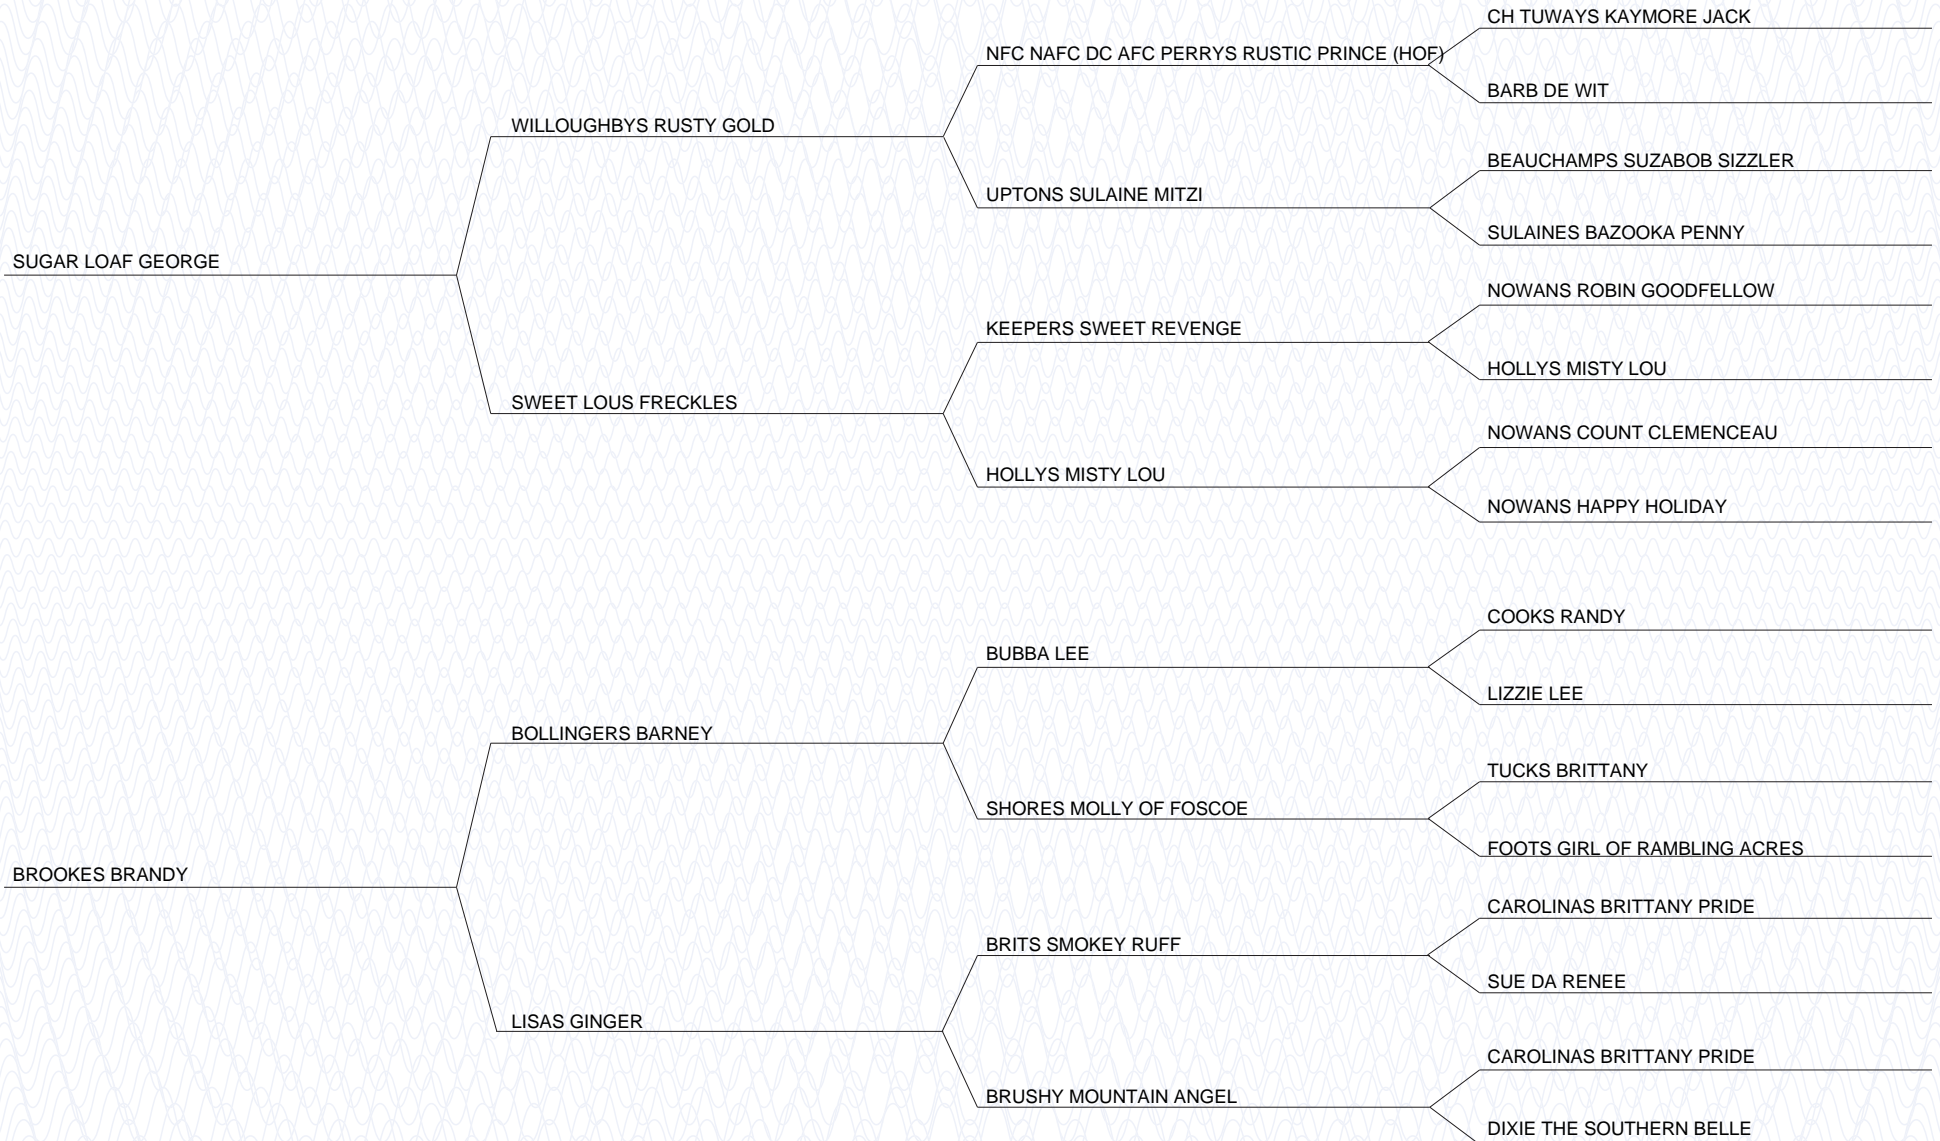 CH TUWAYS KAYMORE JACK
NFC NAFC DC AFC PERRYS RUSTIC PRINCE (HOF)
BARB DE WIT
WILLOUGHBYS RUSTY GOLD
BEAUCHAMPS SUZABOB SIZZLER
UPTONS SULAINE MITZI
SULAINES BAZOOKA PENNY
SUGAR LOAF GEORGE
NOWANS ROBIN GOODFELLOW
KEEPERS SWEET REVENGE
HOLLYS MISTY LOU
SWEET LOUS FRECKLES
NOWANS COUNT CLEMENCEAU
HOLLYS MISTY LOU
NOWANS HAPPY HOLIDAY
COOKS RANDY
BUBBA LEE
LIZZIE LEE
BOLLINGERS BARNEY
TUCKS BRITTANY
SHORES MOLLY OF FOSCOE
FOOTS GIRL OF RAMBLING ACRES
BROOKES BRANDY
CAROLINAS BRITTANY PRIDE
BRITS SMOKEY RUFF
SUE DA RENEE
LISAS GINGER
CAROLINAS BRITTANY PRIDE
BRUSHY MOUNTAIN ANGEL
DIXIE THE SOUTHERN BELLE